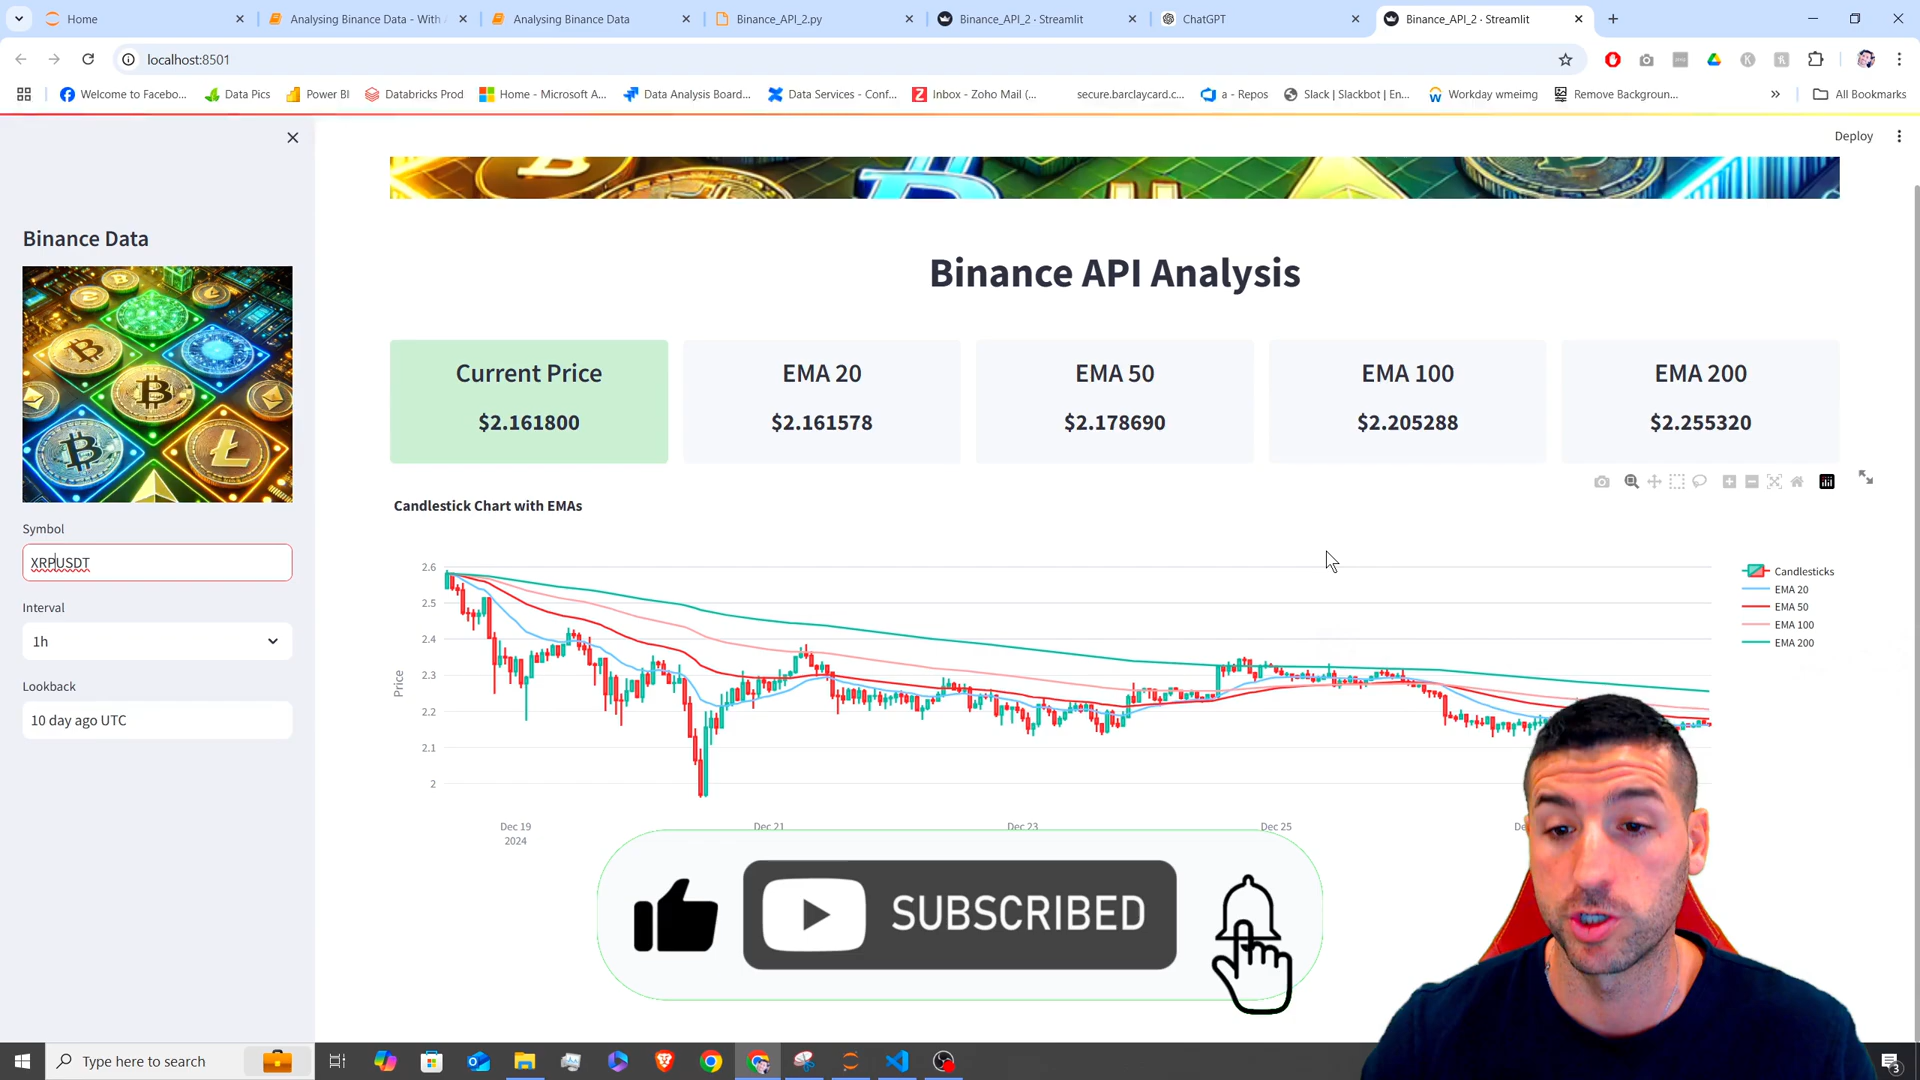 Home
Analysing Binance Data - With
Analysing Binance Data
Binance_API_2.py
Binance_API_2 · Streamlit
ChatGPT
Binance_API_2 · Streamlit
localhost:8501
Welcome to Facebo...
Data Pics
Power BI
Databricks Prod
Home - Microsoft A...
Data Analysis Board...
Data Services - Conf...
Inbox - Zoho Mail (...
secure.barclaycard.c...
a - Repos
Slack | Slackbot | En...
Workday wmeimg
Remove Backgroun...
All Bookmarks
Deploy
Binance Data
Symbol
XRPUSDT
Interval
1h
Lookback
10 day ago UTC
Binance API Analysis
Current Price
$2.161800
EMA 20
$2.161578
EMA 50
$2.178690
EMA 100
$2.205288
EMA 200
$2.255320
Candlestick Chart with EMAs
Price
2.6
2.5
2.4
2.3
2.2
2.1
2
Dec 19
2024
Dec 21
Dec 23
Dec 25
Candlesticks
EMA 20
EMA 50
EMA 100
EMA 200
SUBSCRIBED
Type here to search
3